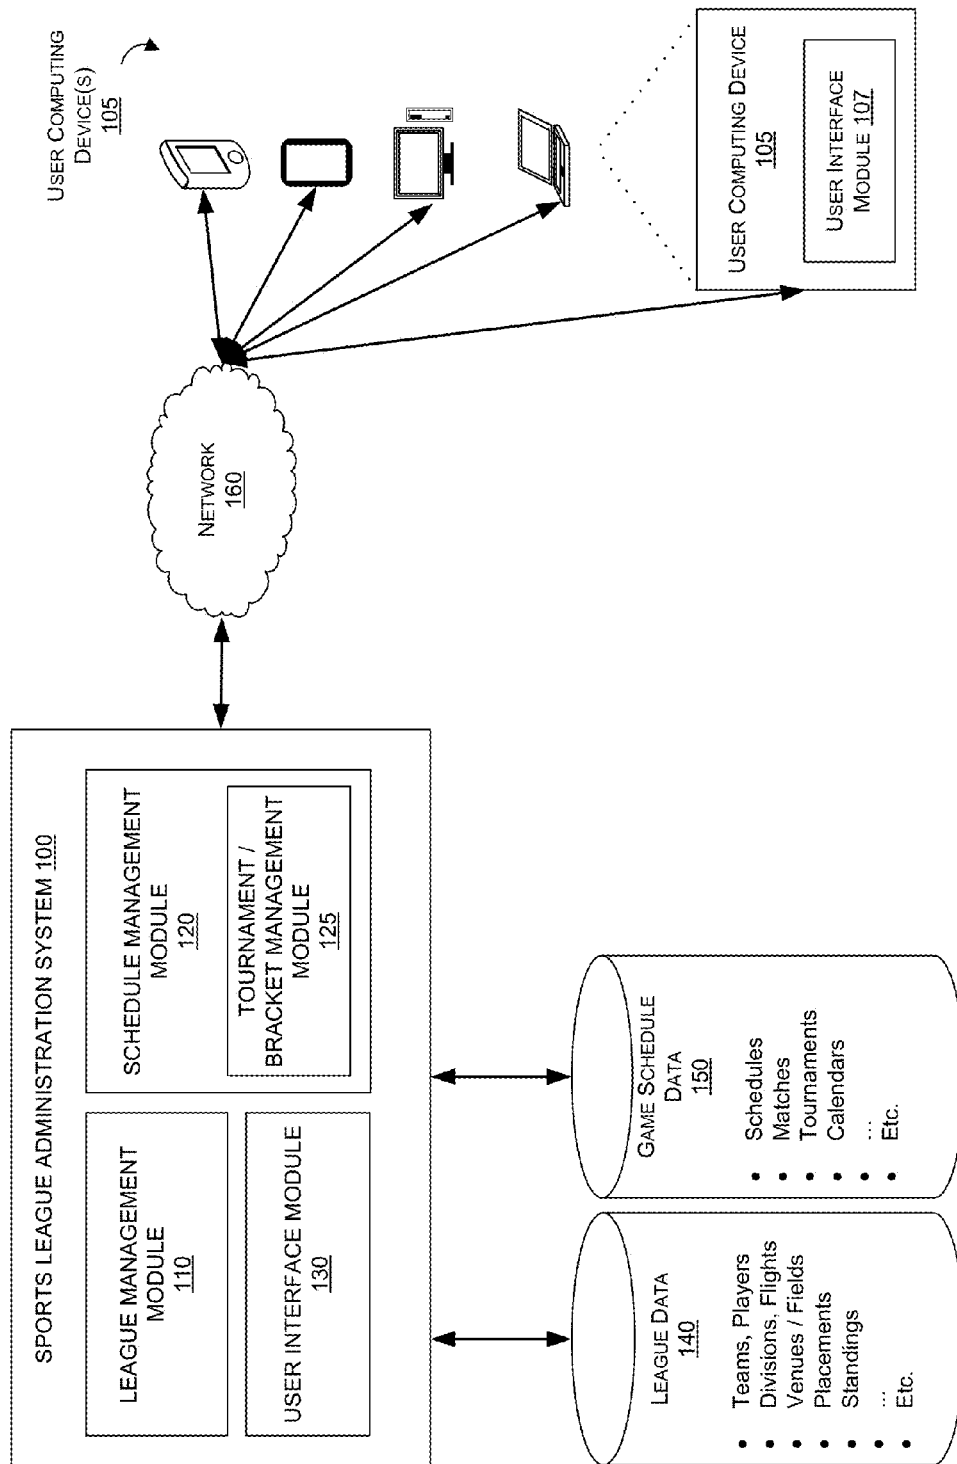 SPORTS LEAGUE ADMINISTRATION SYSTEM 100
LEAGUE MANAGEMENT
MODULE
110
SCHEDULE MANAGEMENT
MODULE
120
TOURNAMENT /
BRACKET MANAGEMENT
MODULE
125
USER INTERFACE MODULE
130
LEAGUE DATA
140
• Teams, Players
• Divisions, Flights
• Venues / Fields
• Placements
• Standings
• ...
• Etc.
GAME SCHEDULE
DATA
150
• Schedules
• Matches
• Tournaments
• Calendars
• ...
• Etc.
NETWORK
160
USER COMPUTING
DEVICE(S)
105
USER COMPUTING DEVICE
105
USER INTERFACE
MODULE 107